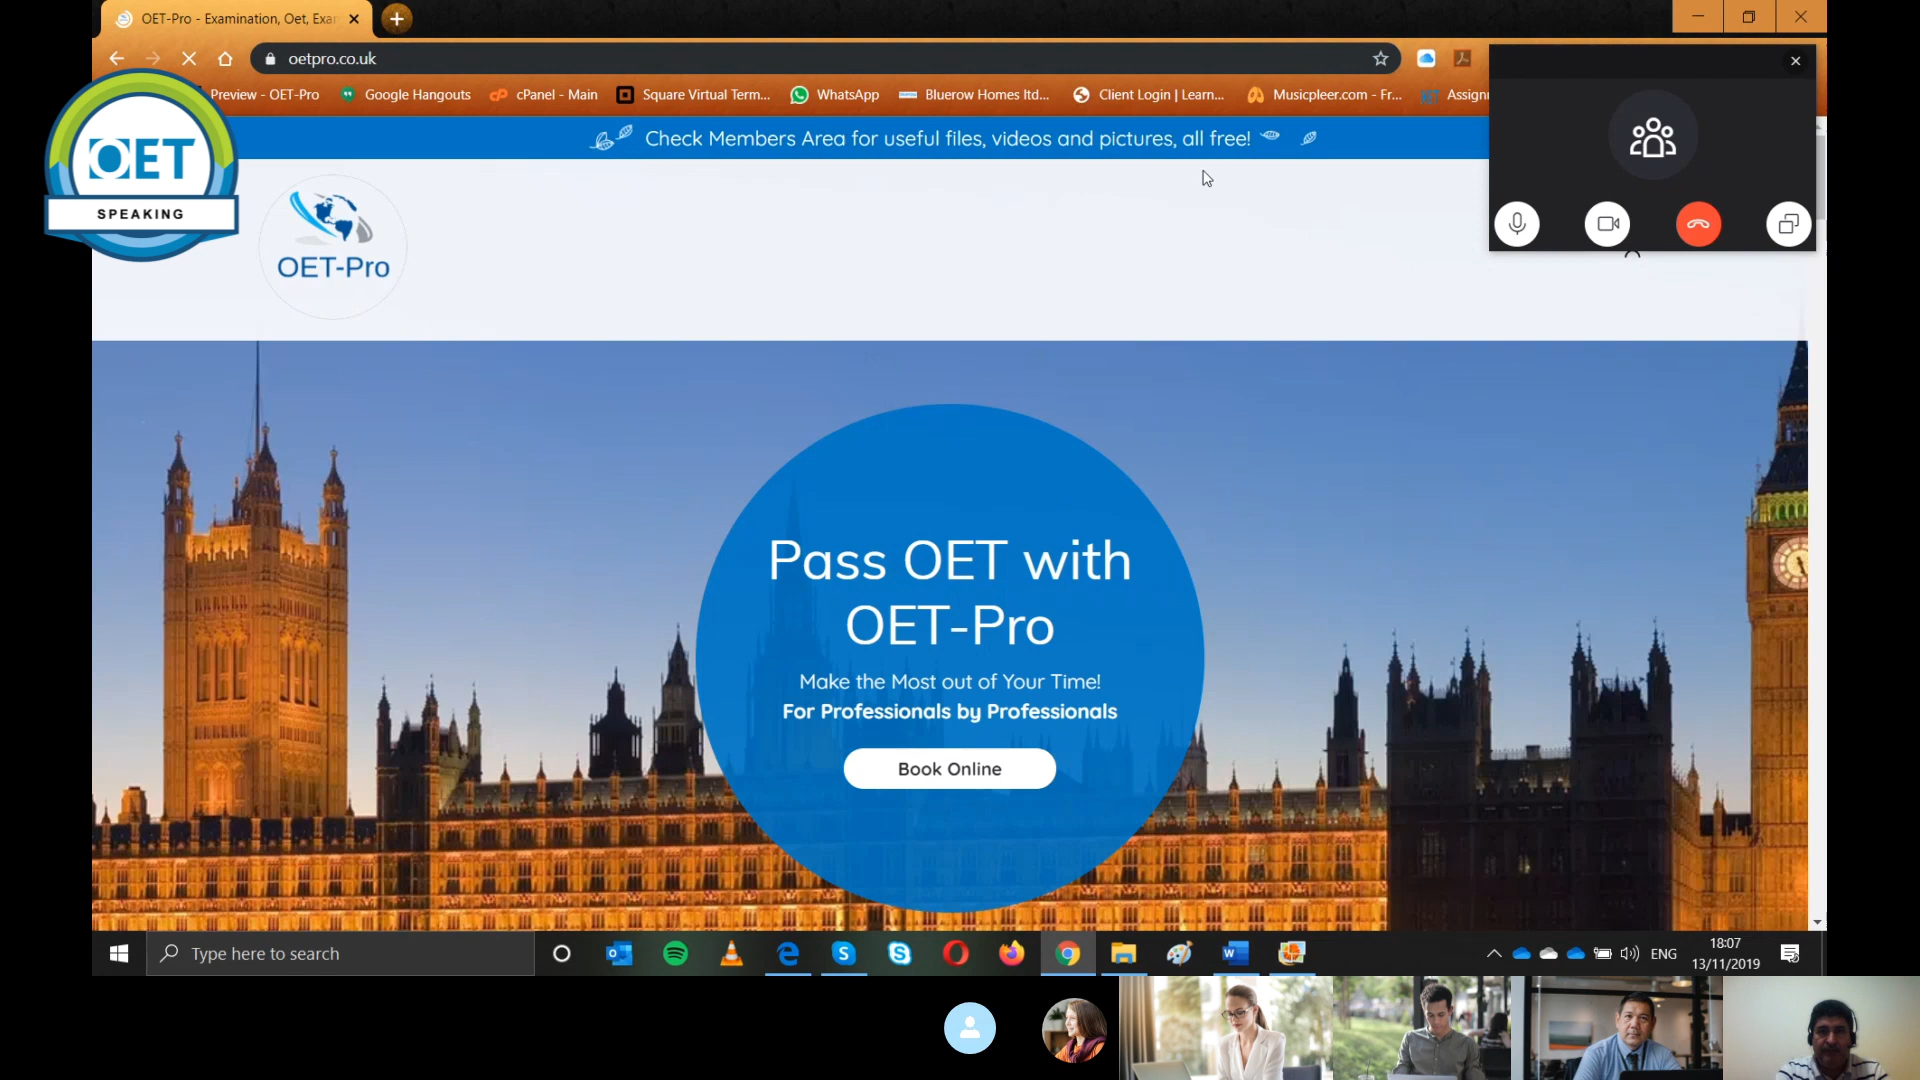 OET-Pro - Examination, Oet, Exa
oetpro.co.uk
Preview - OET-Pro
Google Hangouts
cPanel - Main
Square Virtual Term...
WhatsApp
Bluerow Homes ltd...
Client Login | Learn...
Musicpleer.com - Fr...
Assign
Check Members Area for useful files, videos and pictures, all free!
OET
SPEAKING
OET-Pro
Pass OET with
OET-Pro
Make the Most out of Your Time!
For Professionals by Professionals
Book Online
Type here to search
ENG
18:07
13/11/2019